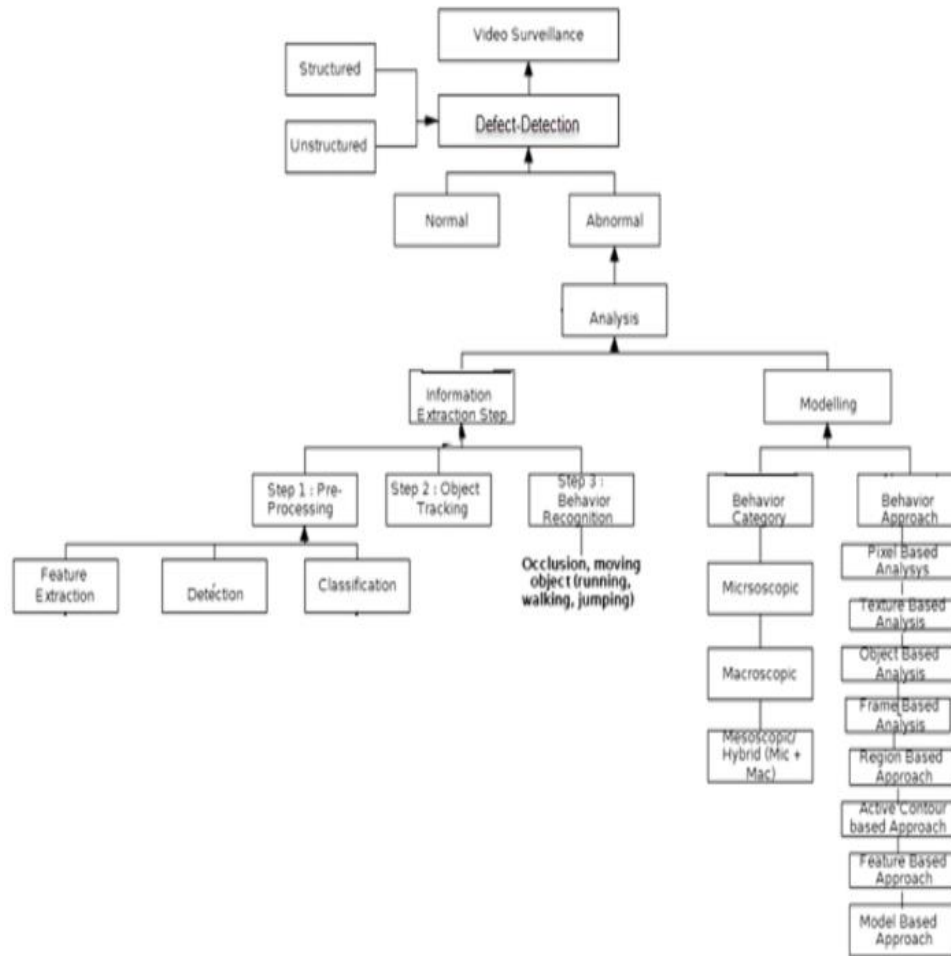 Video Surveillance
Structured
Defect-Detection
Unstructured
Normal
Abnormal
Analysis
Information
Extraction Step
Modelling
Step 1 : Pre-
Processing
Step 2 : Object
Tracking
Step 3 :
Behavior
Recognition
Behavior
Category
Behavior
Approach
Feature
Extraction
Detection
Classification
Occlusion, moving
object (running,
walking, jumping)
Micrsoscopic
Macroscopic
Mesoscopic/
Hybrid (Mic +
Mac)
Pixel Based
Analysys
Texture Based
Analysis
Object Based
Analysis
Frame Based
Analysis
Region Based
Approach
Active Contour
based Approach
Feature Based
Approach
Model Based
Approach